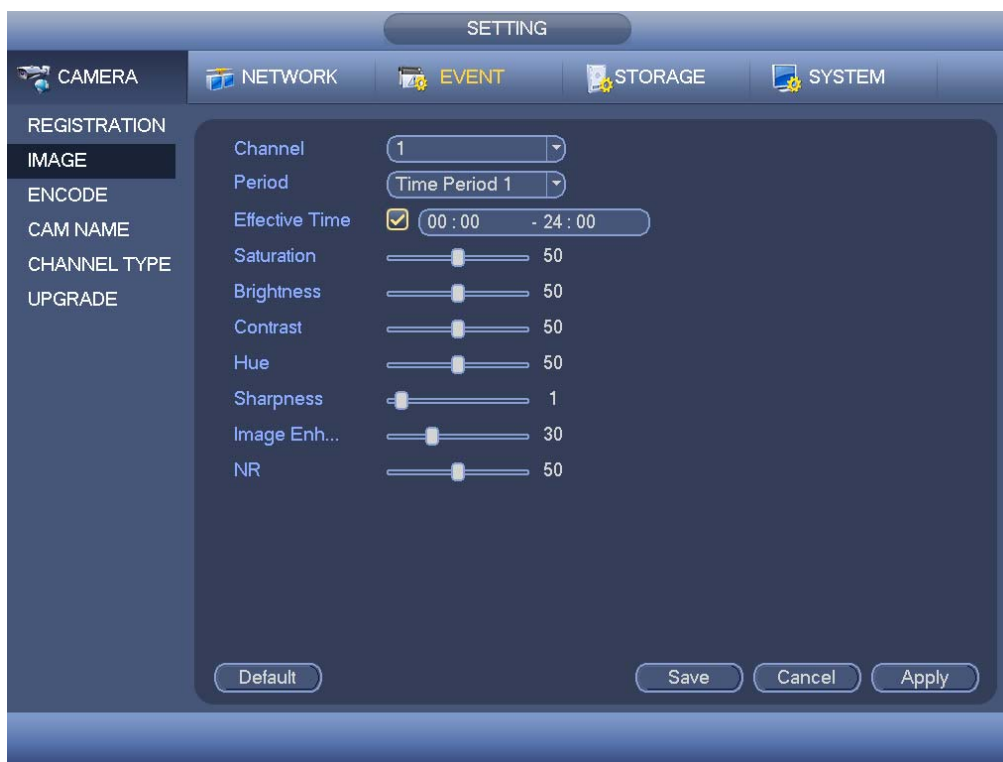 SETTING
CAMERA NETWORK EVENT STORAGE SYSTEM
REGISTRATION
IMAGE
ENCODE
CAM NAME
CHANNEL TYPE
UPGRADE
Channel 1
Period Time Period 1
Effective Time 00 : 00 - 24 : 00
Saturation 50
Brightness 50
Contrast 50
Hue 50
Sharpness 1
Image Enh... 30
NR 50
Default Save Cancel Apply